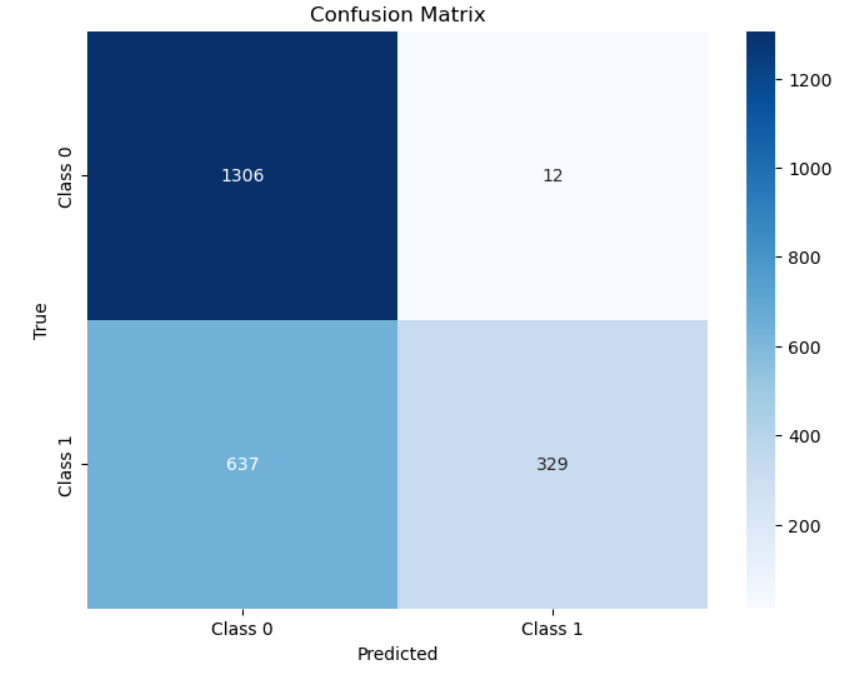 Confusion Matrix
Class 0
1306
12
1200
1000
800
True
600
Class 1
637
329
400
200
Class 0
Class 1
Predicted